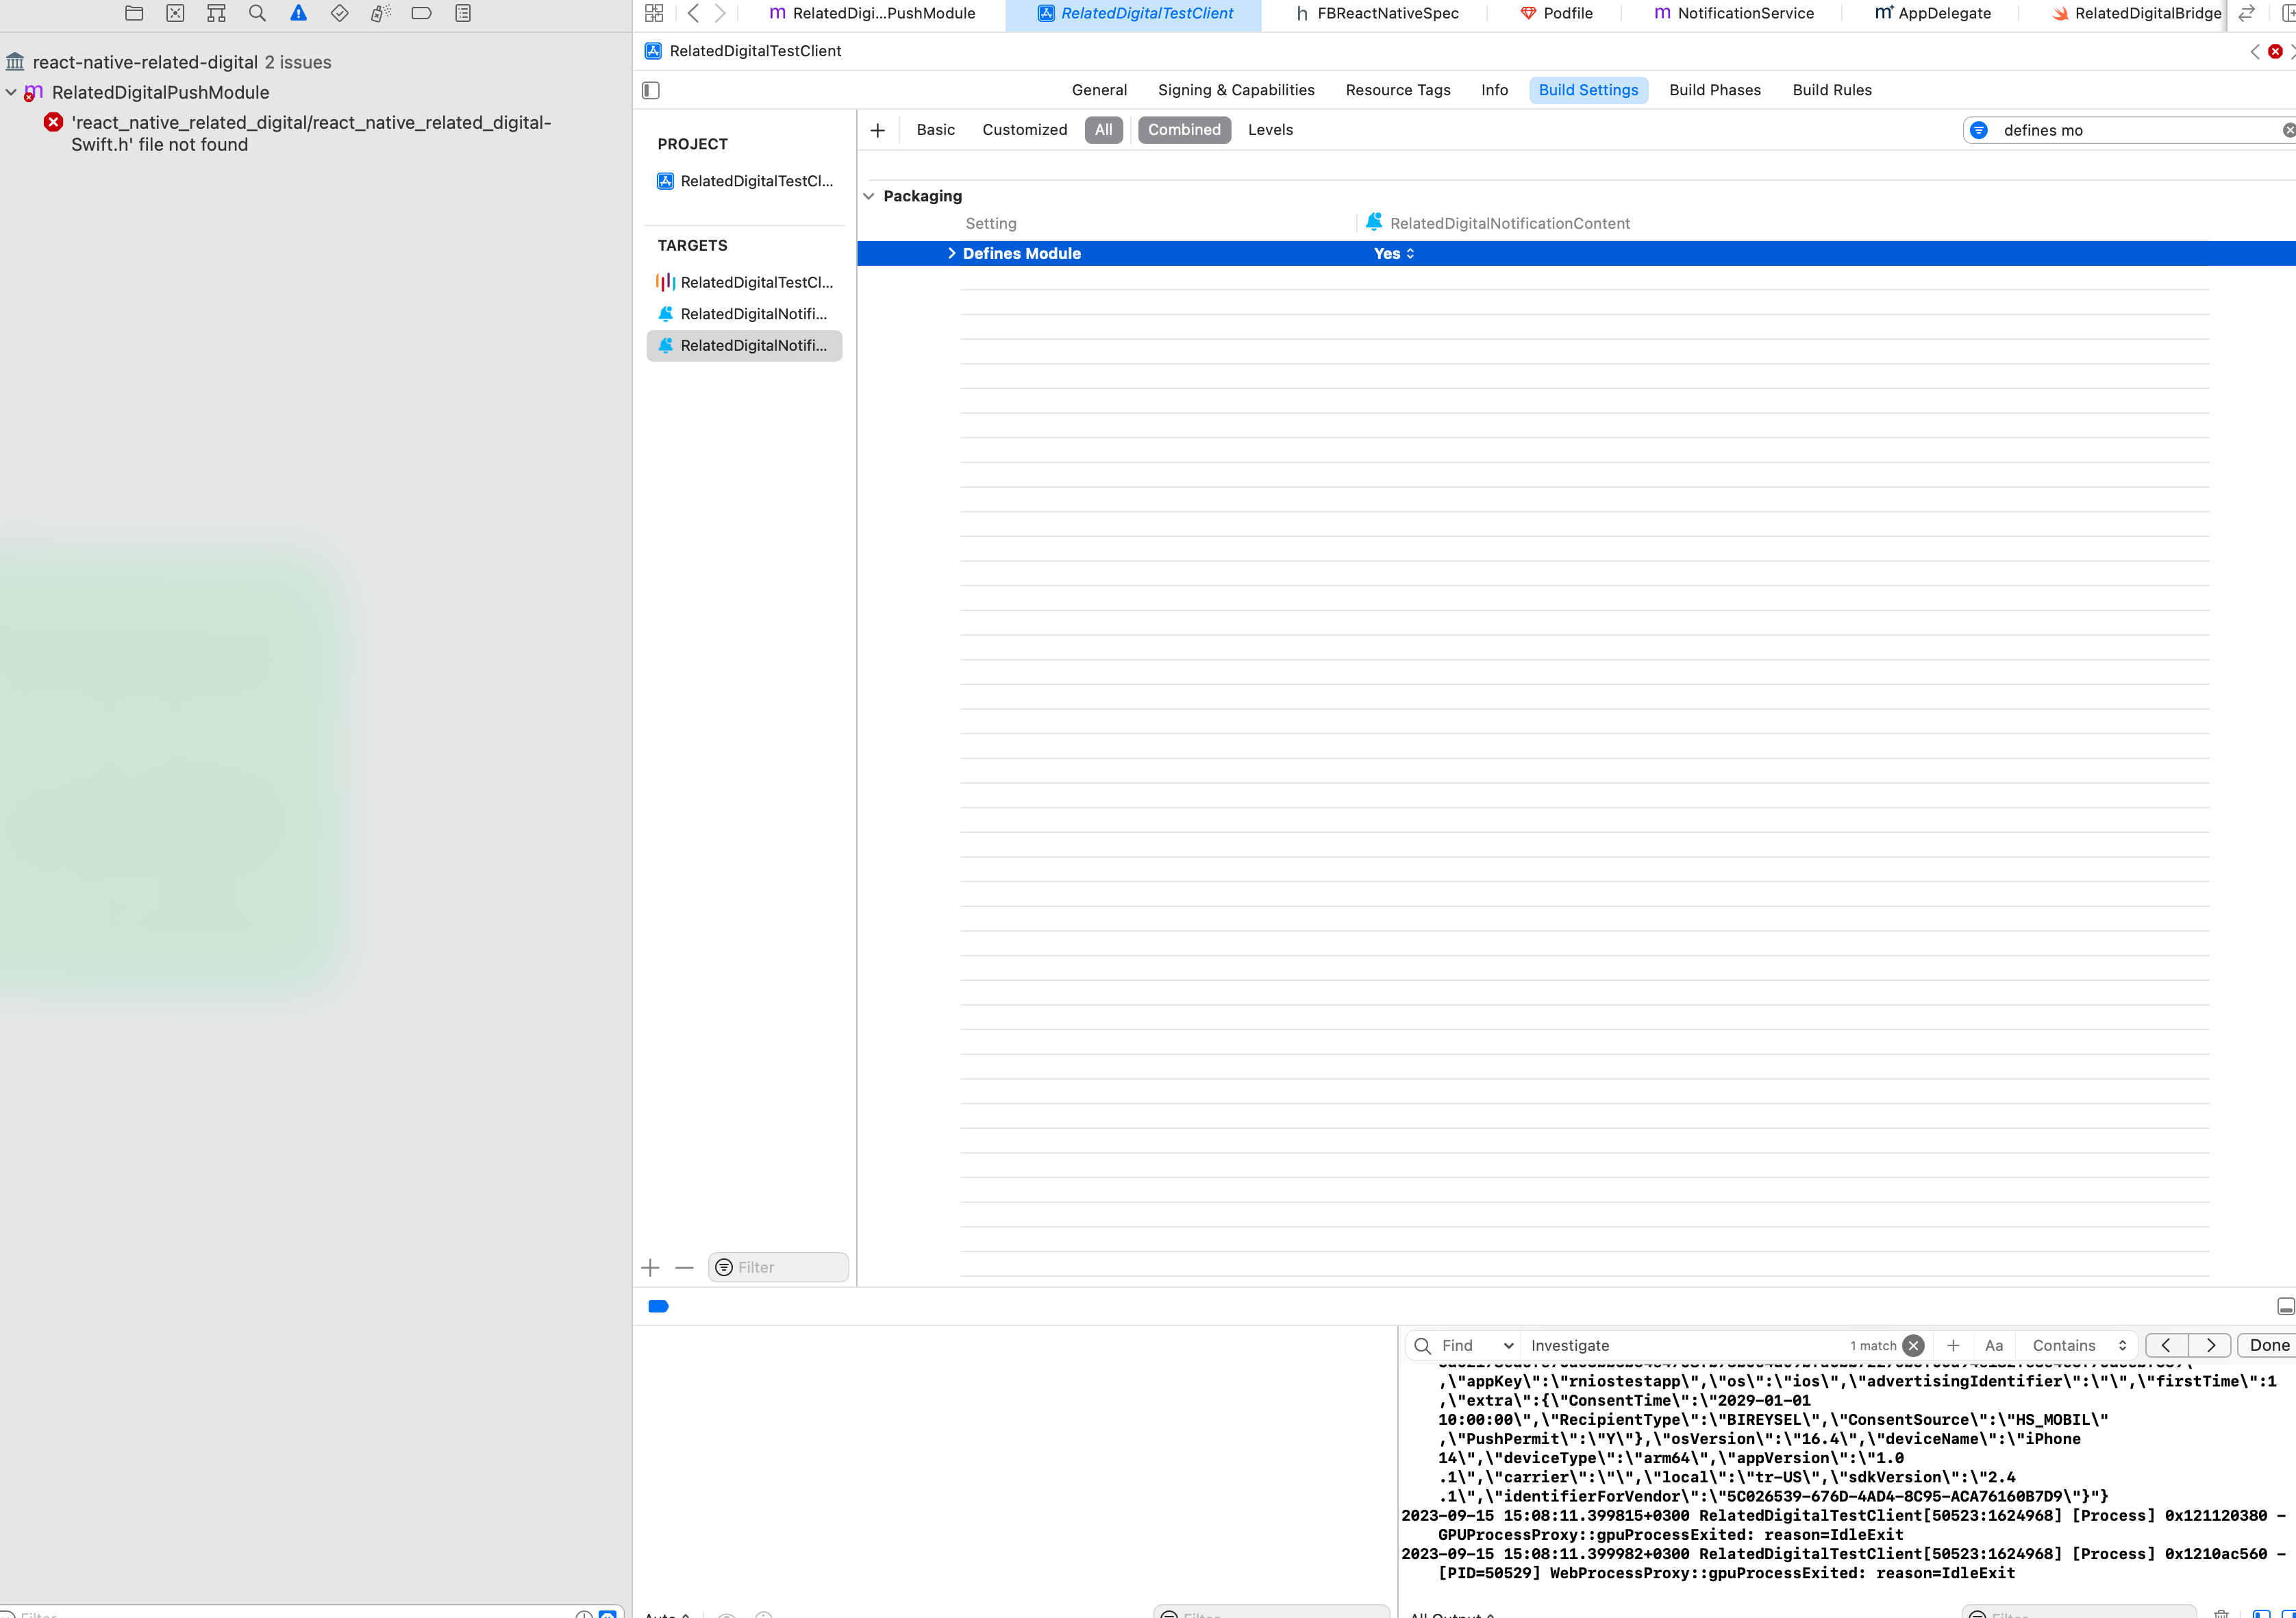 RelatedDigi...PushModule
RelatedDigitalTestClient
FBReactNativeSpec
Podfile
NotificationService
AppDelegate
RelatedDigitalBridge
react-native-related-digital 2 issues
RelatedDigitalPushModule
'react_native_related_digital/react_native_related_digital-
Swift.h' file not found
RelatedDigitalTestClient
General
Signing & Capabilities
Resource Tags
Info
Build Settings
Build Phases
Build Rules
PROJECT
RelatedDigitalTestCl...
TARGETS
RelatedDigitalTestCl...
RelatedDigitalNotifi...
RelatedDigitalNotifi...
Filter
Basic
Customized
All
Combined
Levels
defines mo
Packaging
Setting
RelatedDigitalNotificationContent
Defines Module
Yes
Find
Investigate
1 match
Aa
Contains
Done
,\"appKey\":\"rniostestapp\",\"os\":\"ios\",\"advertisingIdentifier\":\"\",\"firstTime\":1
,\"extra\":{\"ConsentTime\":\"2029-01-01
10:00:00\",\"RecipientType\":\"BIREYSEL\",\"ConsentSource\":\"HS_MOBIL\"
,\"PushPermit\":\"Y\"},\"osVersion\":\"16.4\",\"deviceName\":\"iPhone
14\",\"deviceType\":\"arm64\",\"appVersion\":\"1.0
.1\",\"carrier\":\"\",\"local\":\"tr-US\",\"sdkVersion\":\"2.4
.1\",\"identifierForVendor\":\"5C026539-676D-4AD4-8C95-ACA76160B7D9\"}"}
2023-09-15 15:08:11.399815+0300 RelatedDigitalTestClient[50523:1624968] [Process] 0x121120380 -
GPUProcessProxy::gpuProcessExited: reason=IdleExit
2023-09-15 15:08:11.399982+0300 RelatedDigitalTestClient[50523:1624968] [Process] 0x1210ac560 -
[PID=50529] WebProcessProxy::gpuProcessExited: reason=IdleExit